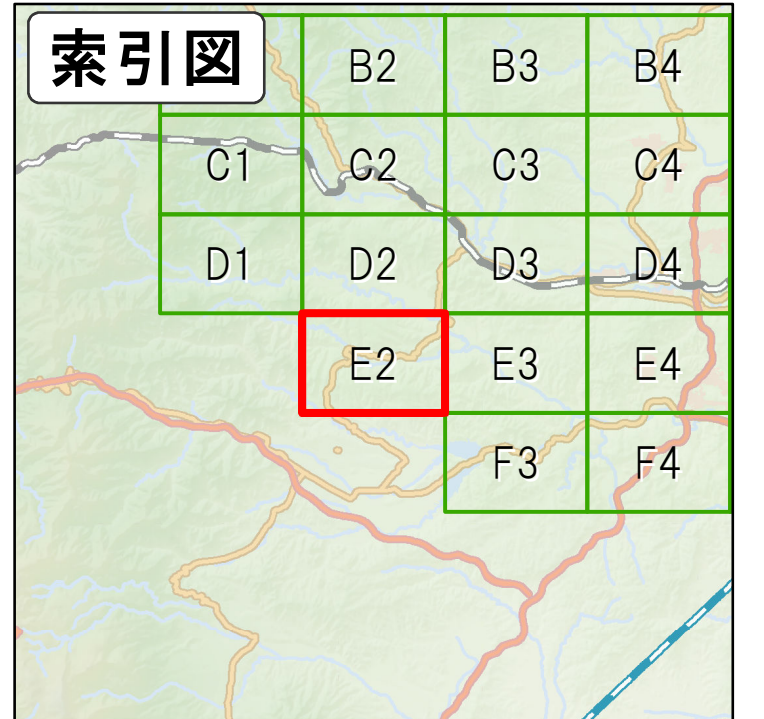 索引図
B2 B3 B4
C1 C2 C3 C4
D1 D2 D3 D4
E2 E3 E4
F3 F4